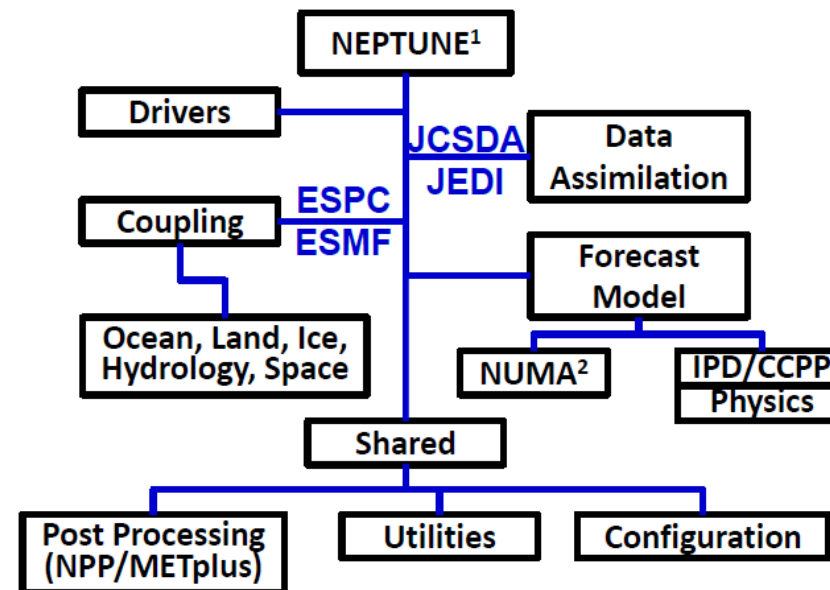 NEPTUNE¹
Drivers
JCSDA
JEDI
Data
Assimilation
ESPC
ESMF
Coupling
Forecast
Model
Ocean, Land, Ice,
Hydrology, Space
NUMA²
IPD/CCPP
Physics
Shared
Post Processing
(NPP/METplus)
Utilities
Configuration